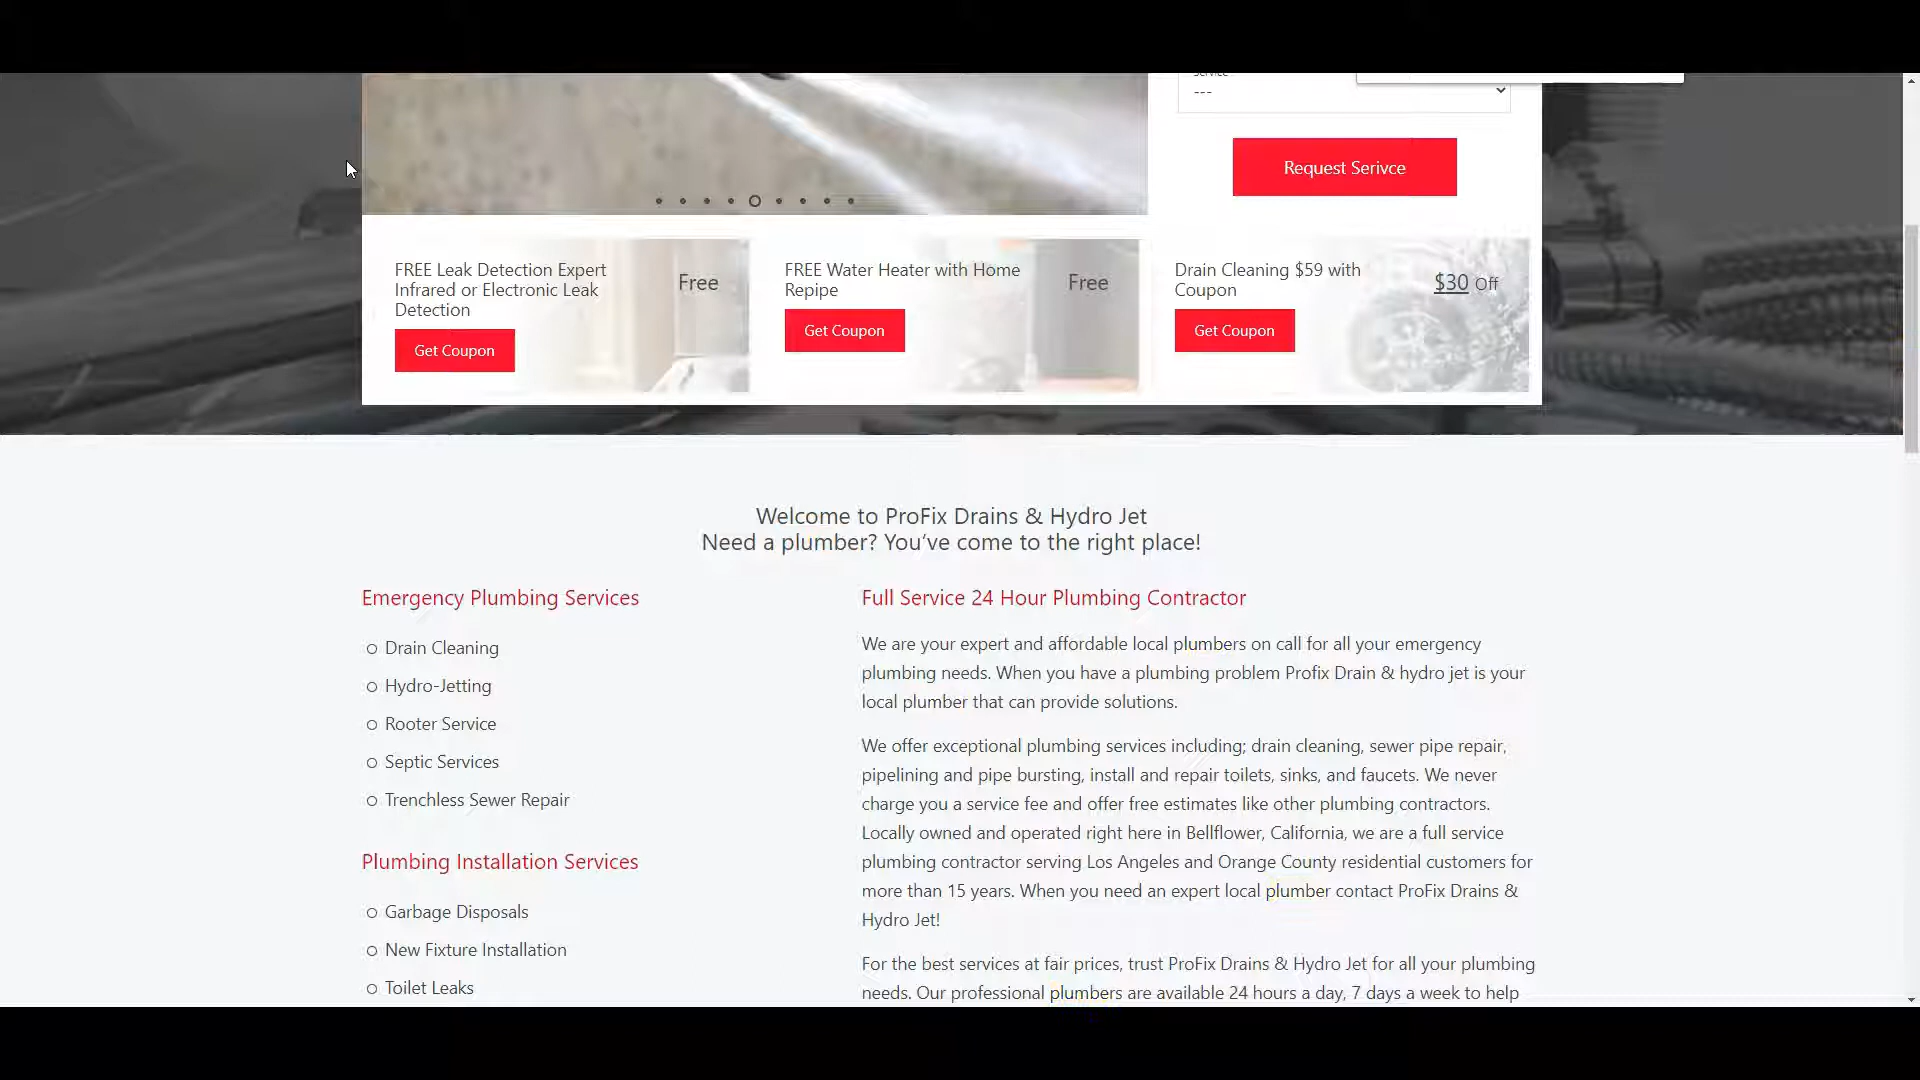 ---
Request Serivce
FREE Leak Detection Expert
Infrared or Electronic Leak
Detection
Free
Get Coupon
FREE Water Heater with Home
Repipe
Free
Get Coupon
Drain Cleaning $59 with
Coupon
$30 Off
Get Coupon
Welcome to ProFix Drains & Hydro Jet
Need a plumber? You’ve come to the right place!
Emergency Plumbing Services
Drain Cleaning
Hydro-Jetting
Rooter Service
Septic Services
Trenchless Sewer Repair
Plumbing Installation Services
Garbage Disposals
New Fixture Installation
Toilet Leaks
Full Service 24 Hour Plumbing Contractor
We are your expert and affordable local plumbers on call for all your emergency
plumbing needs. When you have a plumbing problem Profix Drain & hydro jet is your
local plumber that can provide solutions.
We offer exceptional plumbing services including; drain cleaning, sewer pipe repair,
pipelining and pipe bursting, install and repair toilets, sinks, and faucets. We never
charge you a service fee and offer free estimates like other plumbing contractors.
Locally owned and operated right here in Bellflower, California, we are a full service
plumbing contractor serving Los Angeles and Orange County residential customers for
more than 15 years. When you need an expert local plumber contact ProFix Drains &
Hydro Jet!
For the best services at fair prices, trust ProFix Drains & Hydro Jet for all your plumbing
needs. Our professional plumbers are available 24 hours a day, 7 days a week to help